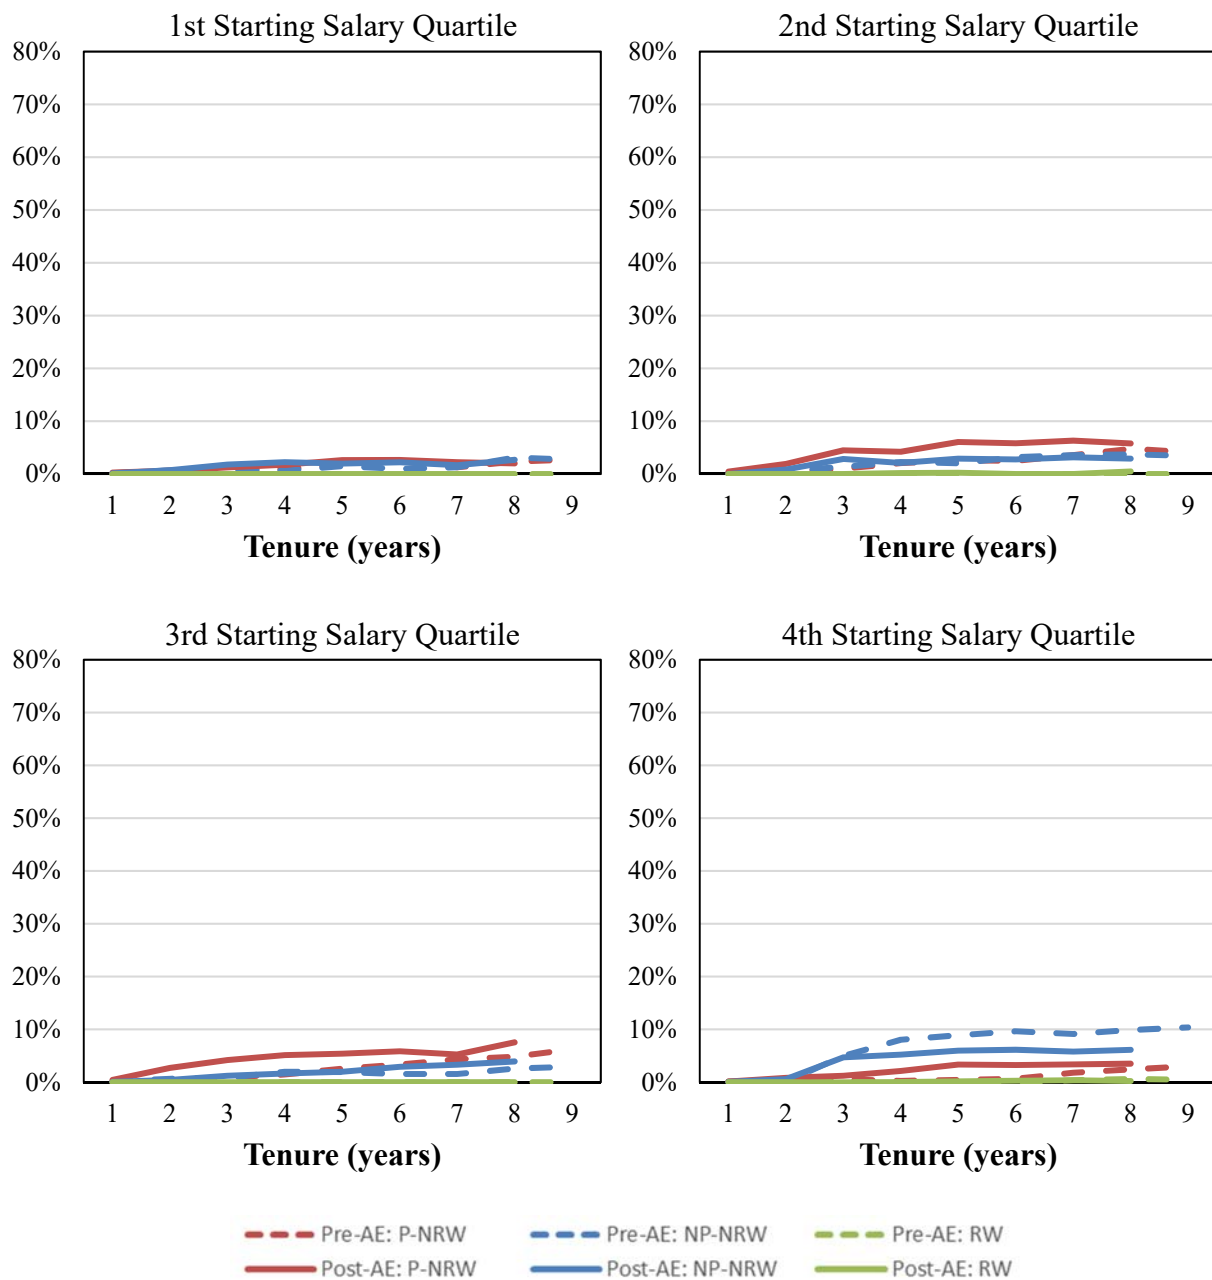 1st Starting Salary Quartile
80%
70%
60%
50%
40%
30%
20%
10%
0%
1 2 3 4 5 6 7 8 9
Tenure (years)
2nd Starting Salary Quartile
80%
70%
60%
50%
40%
30%
20%
10%
0%
1 2 3 4 5 6 7 8 9
Tenure (years)
3rd Starting Salary Quartile
80%
70%
60%
50%
40%
30%
20%
10%
0%
1 2 3 4 5 6 7 8 9
Tenure (years)
4th Starting Salary Quartile
80%
70%
60%
50%
40%
30%
20%
10%
0%
1 2 3 4 5 6 7 8 9
Tenure (years)
Pre-AE: P-NRW Pre-AE: NP-NRW Pre-AE: RW
Post-AE: P-NRW Post-AE: NP-NRW Post-AE: RW